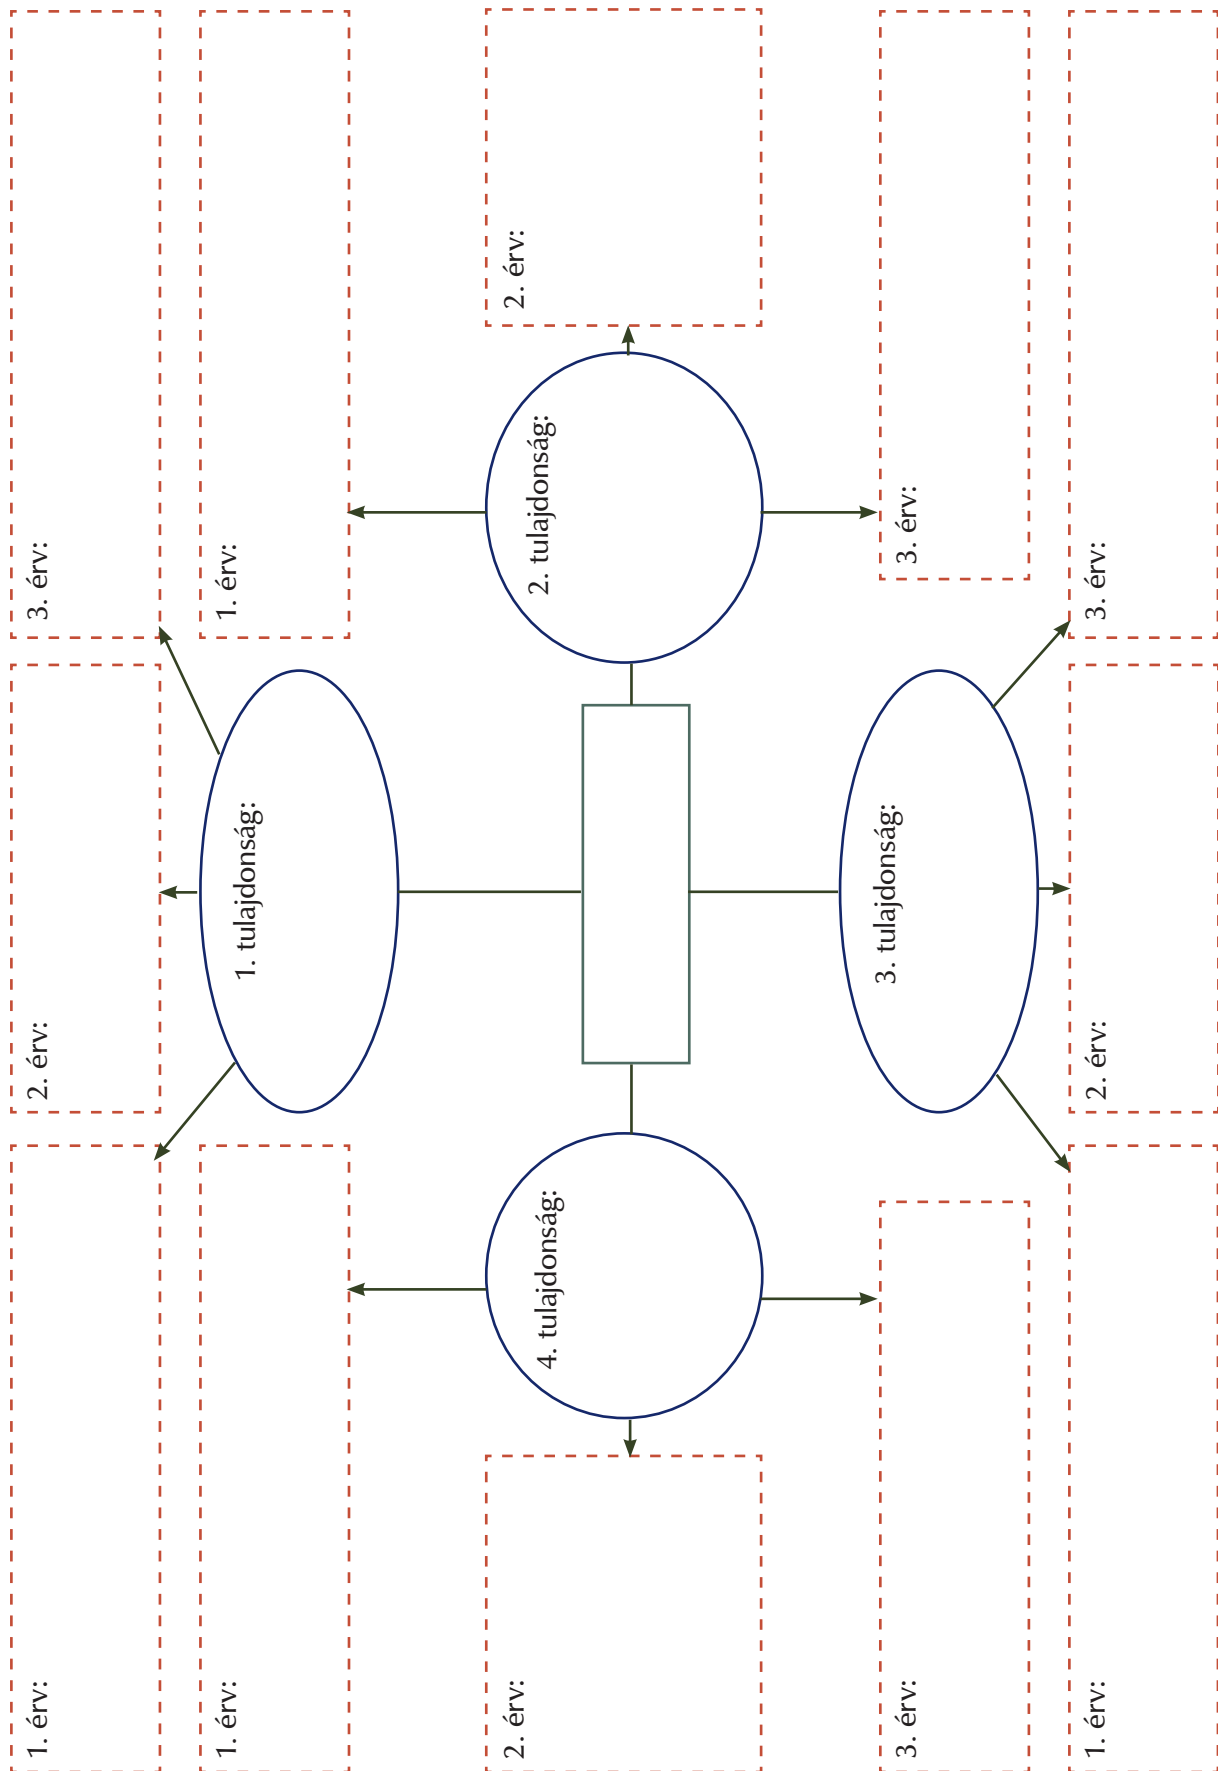 1. érv:
2. érv:
3. érv:
1. érv:
1. tulajdonság:
1. érv:
2. érv:
4. tulajdonság:
2. tulajdonság:
2. érv:
3. érv:
3. tulajdonság:
3. érv:
1. érv:
2. érv:
3. érv: